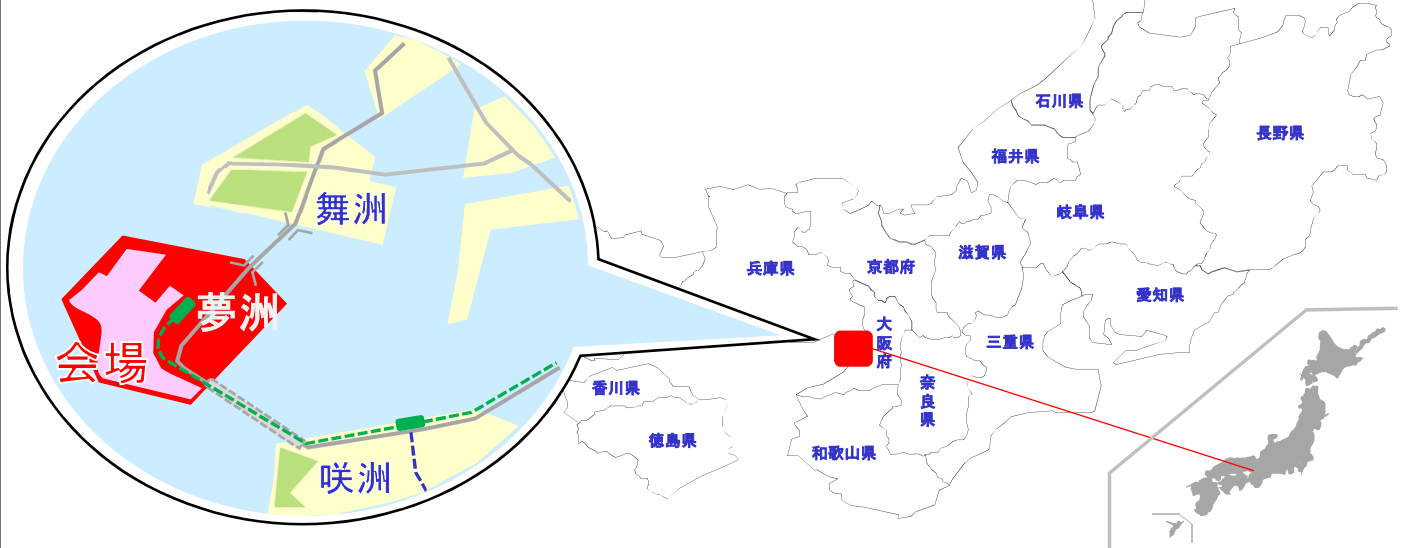 舞洲
夢洲
会場
咲洲
石川県
福井県
長野県
岐阜県
滋賀県
京都府
兵庫県
愛知県
大阪府
三重県
奈良県
香川県
徳島県
和歌山県